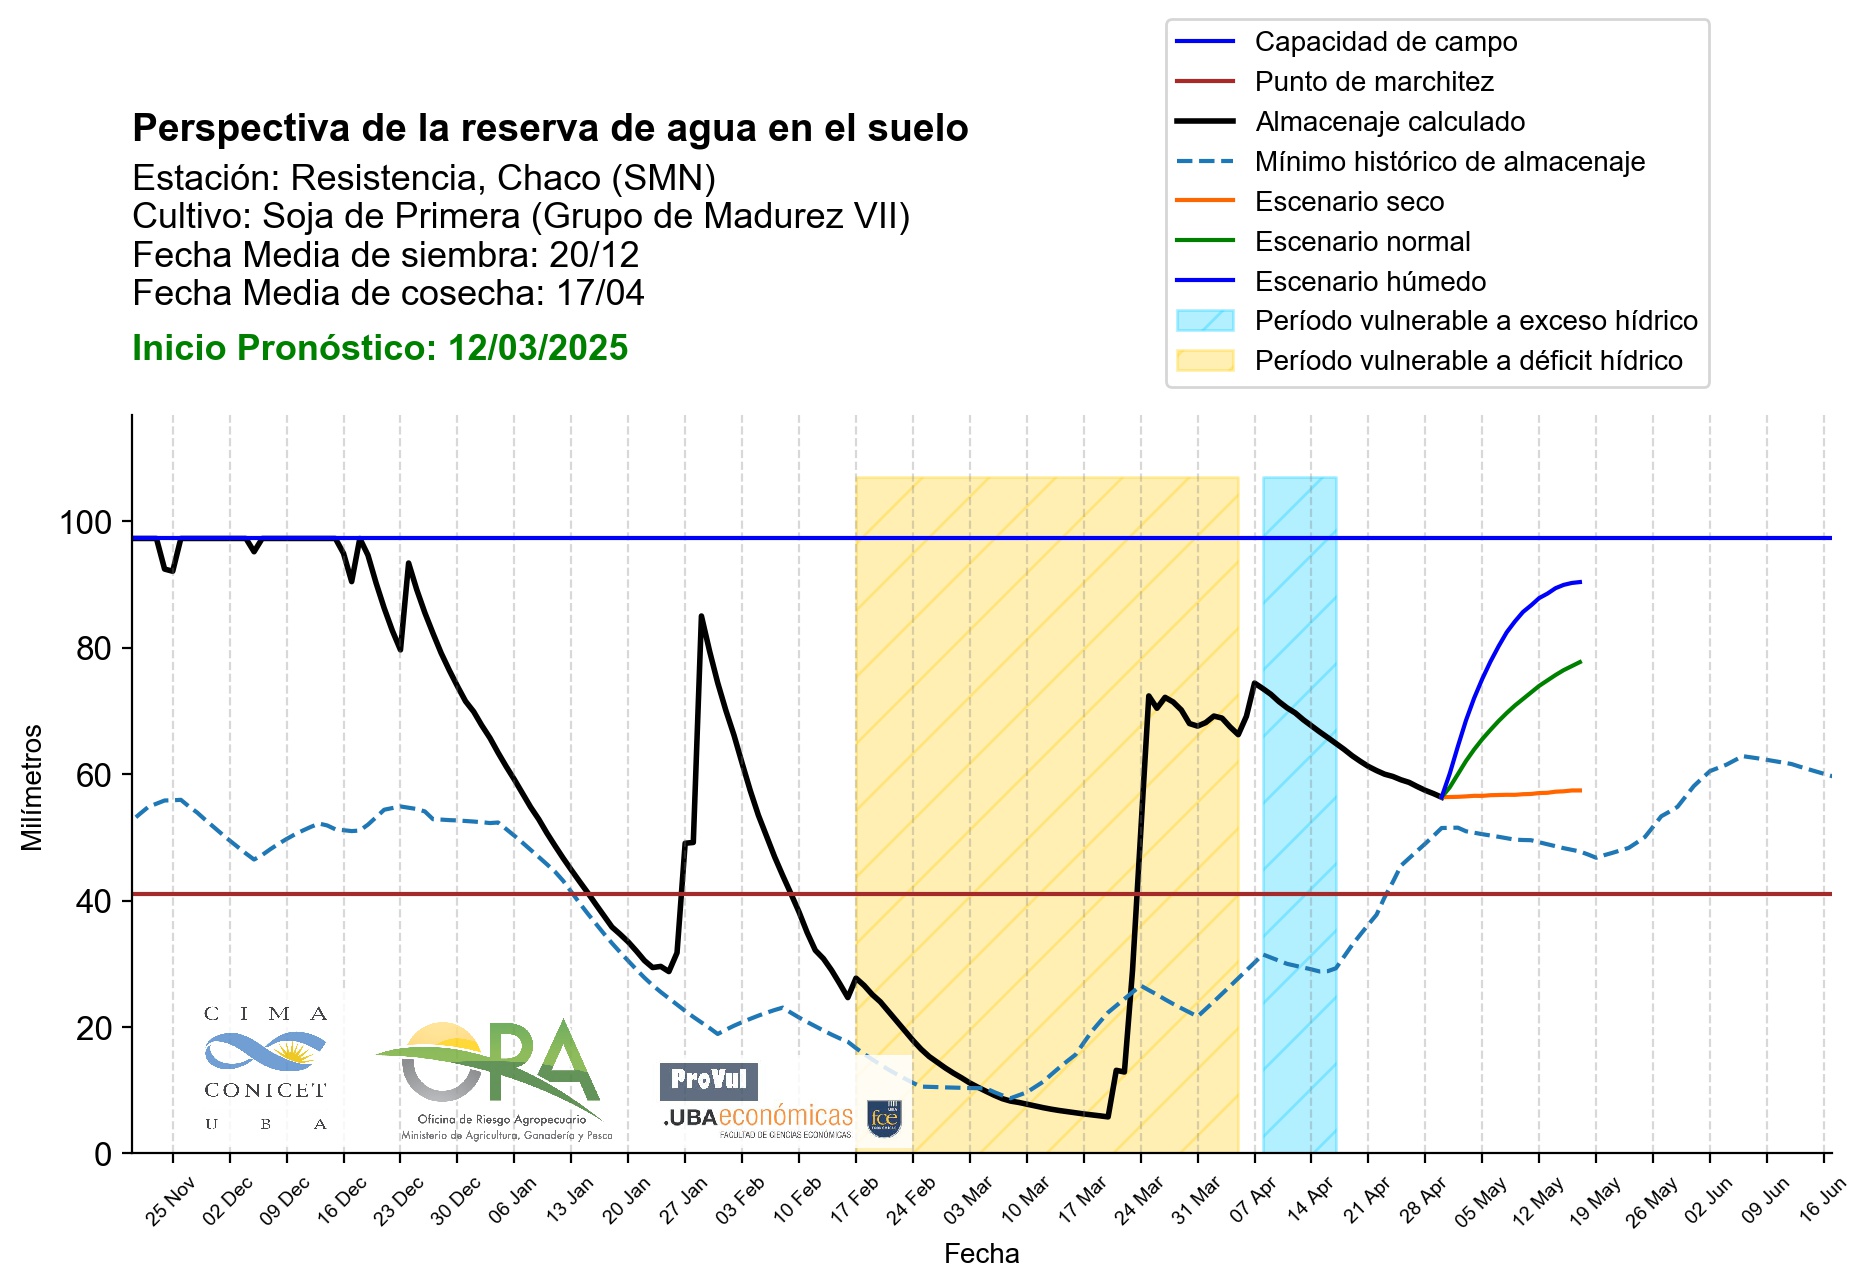 Capacidad de campo
Punto de marchitez
Almacenaje calculado
Mínimo histórico de almacenaje
Escenario seco
Escenario normal
Escenario húmedo
Período vulnerable a exceso hídrico
Período vulnerable a déficit hídrico
Perspectiva de la reserva de agua en el suelo
Estación: Resistencia, Chaco (SMN)
Cultivo: Soja de Primera (Grupo de Madurez VII)
Fecha Media de siembra: 20/12
Fecha Media de cosecha: 17/04
Inicio Pronóstico: 12/03/2025
100
80
60
40
20
0
Milímetros
CIMA
CONICET
UBA
ORA
Oficina de Riesgo Agropecuario
Ministerio de Agricultura, Ganadería y Pesca
ProVul
.UBAeconómicas
FACULTAD DE CIENCIAS ECONÓMICAS
fce
25 Nov
02 Dec
09 Dec
16 Dec
23 Dec
30 Dec
06 Jan
13 Jan
20 Jan
27 Jan
03 Feb
10 Feb
17 Feb
24 Feb
03 Mar
10 Mar
17 Mar
24 Mar
31 Mar
07 Apr
14 Apr
21 Apr
28 Apr
05 May
12 May
19 May
26 May
02 Jun
09 Jun
16 Jun
Fecha